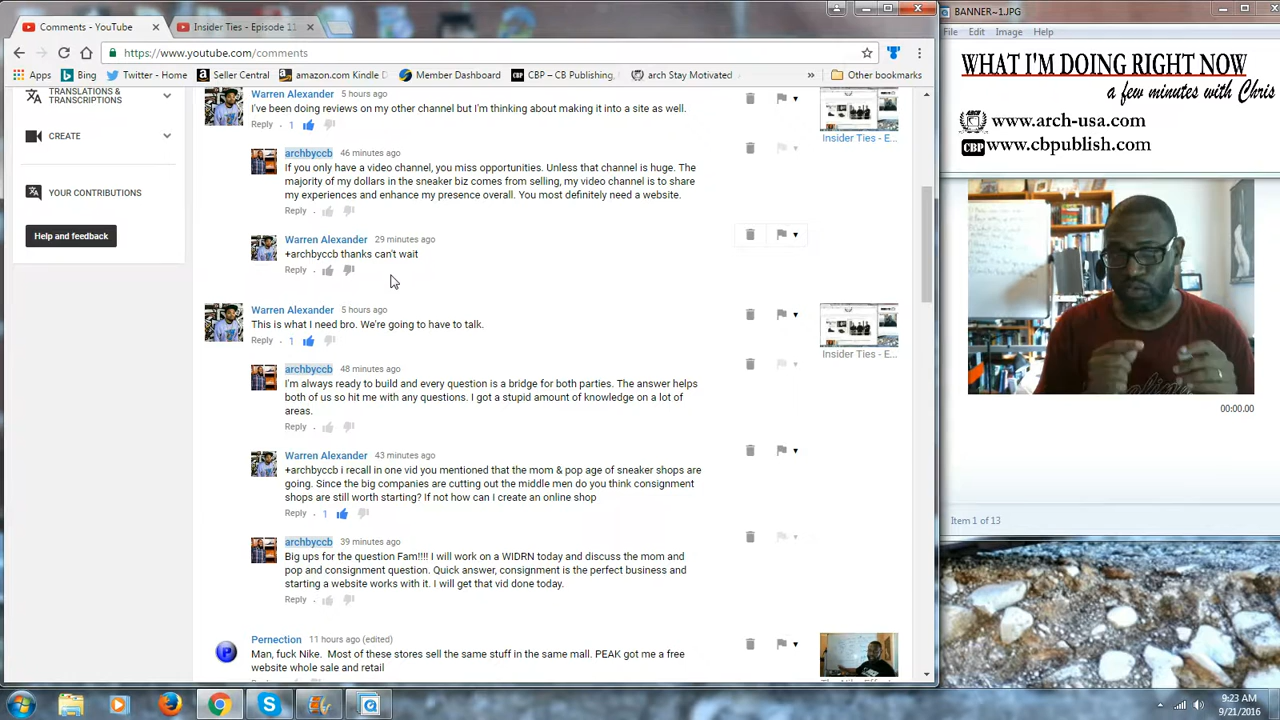 Comments - YouTube
Insider Ties - Episode 11
BANNER~1.JPG
https://www.youtube.com/comments
File Edit Image Help
Apps Bing Twitter - Home Seller Central amazon.com Kindle D Member Dashboard CBP – CB Publishing, arch Stay Motivated » Other bookmarks
WHAT I'M DOING RIGHT NOW
a few minutes with Chris
www.arch-usa.com
www.cbpublish.com
TRANSLATIONS & TRANSCRIPTIONS
CREATE
YOUR CONTRIBUTIONS
Help and feedback
Warren Alexander 5 hours ago
I've been doing reviews on my other channel but I'm thinking about making it into a site as well.
Reply · 1
Insider Ties - E...
archbyccb 46 minutes ago
If you only have a video channel, you miss opportunities. Unless that channel is huge. The
majority of my dollars in the sneaker biz comes from selling, my video channel is to share
my experiences and enhance my presence overall. You most definitely need a website.
Reply ·
Warren Alexander 29 minutes ago
+archbyccb thanks can't wait
Reply ·
Warren Alexander 5 hours ago
This is what I need bro. We're going to have to talk.
Reply · 1
Insider Ties - E...
archbyccb 48 minutes ago
I'm always ready to build and every question is a bridge for both parties. The answer helps
both of us so hit me with any questions. I got a stupid amount of knowledge on a lot of
areas.
Reply ·
Warren Alexander 43 minutes ago
+archbyccb i recall in one vid you mentioned that the mom & pop age of sneaker shops are
going. Since the big companies are cutting out the middle men do you think consignment
shops are still worth starting? If not how can I create an online shop
Reply · 1
archbyccb 39 minutes ago
Big ups for the question Fam!!!! I will work on a WIDRN today and discuss the mom and
pop and consignment question. Quick answer, consignment is the perfect business and
starting a website works with it. I will get that vid done today.
Reply ·
Pernection 11 hours ago (edited)
Man, fuck Nike. Most of these stores sell the same stuff in the same mall. PEAK got me a free
website whole sale and retail
00:00.00
Item 1 of 13
9:23 AM
9/21/2016